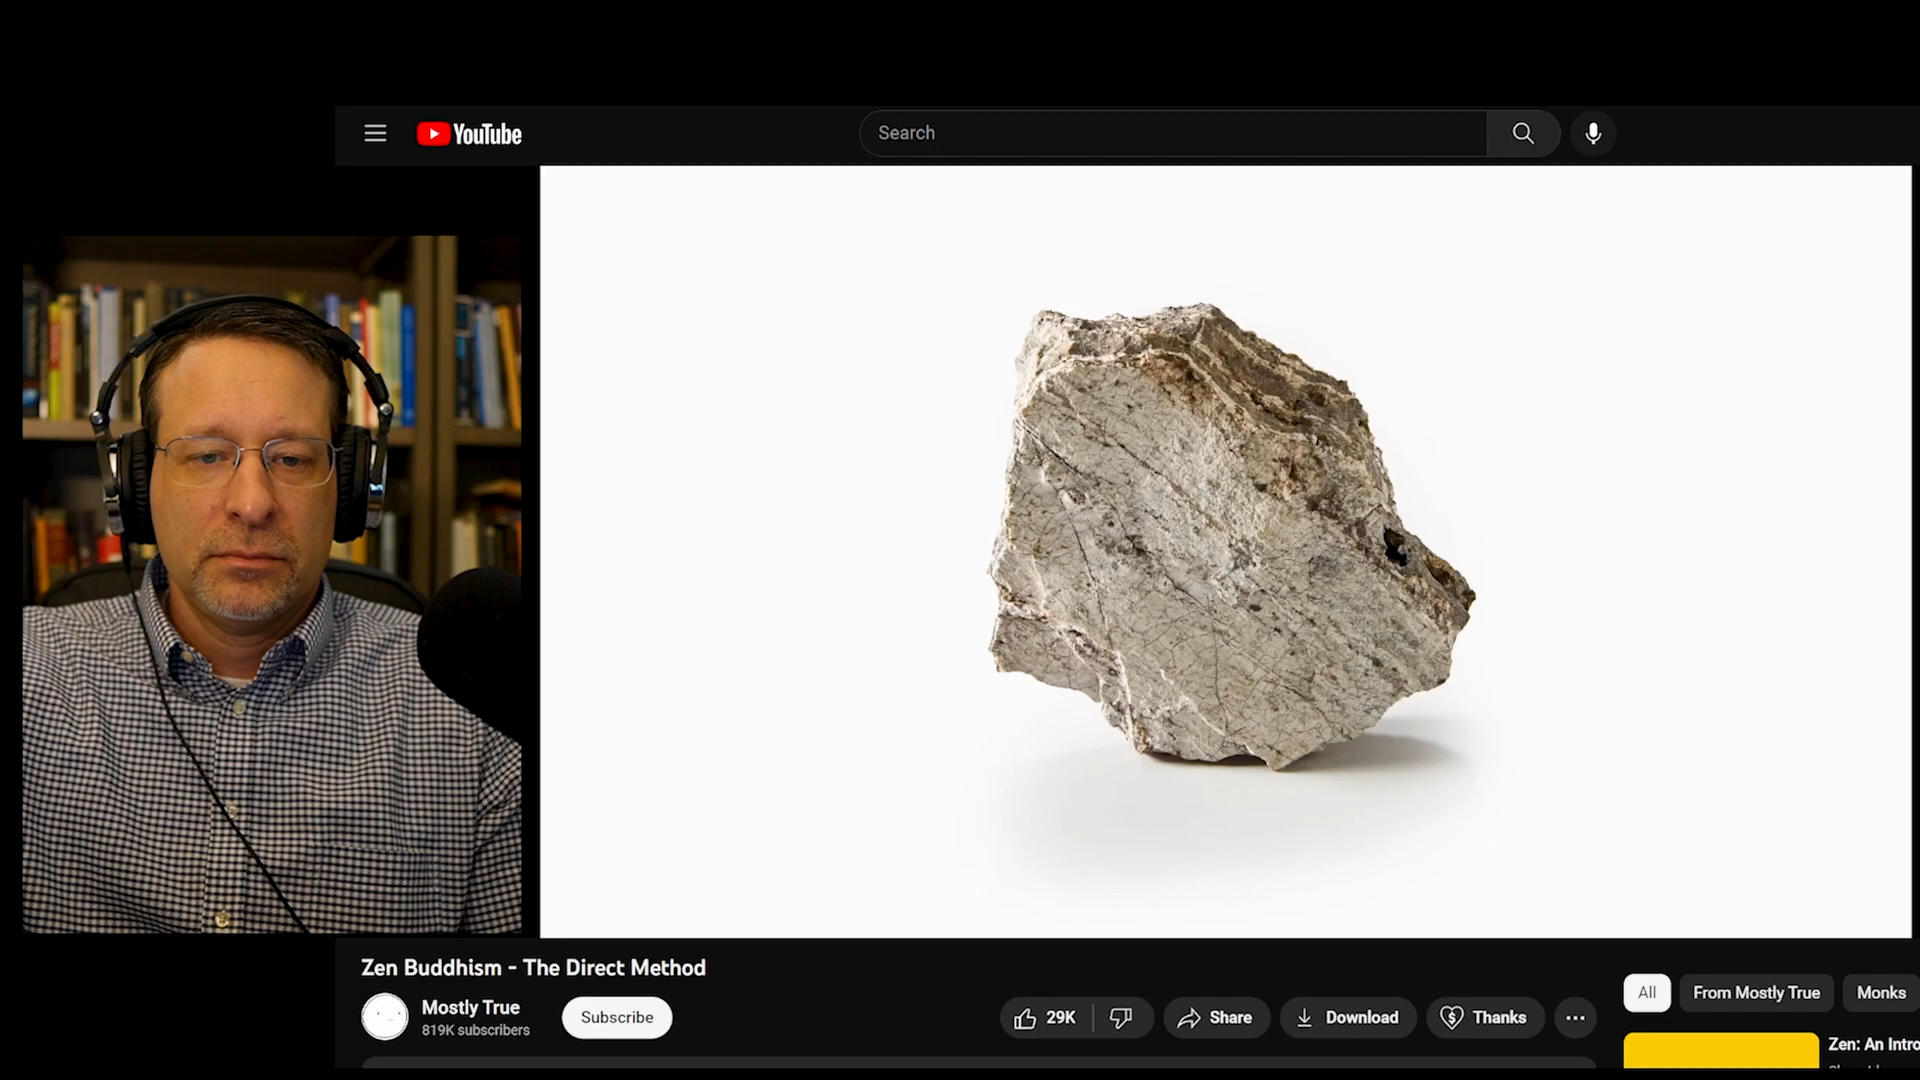 YouTube
Search
Zen Buddhism - The Direct Method
Mostly True
819K subscribers
Subscribe
29K
Share
Download
Thanks
All
From Mostly True
Monks
Zen: An Intro